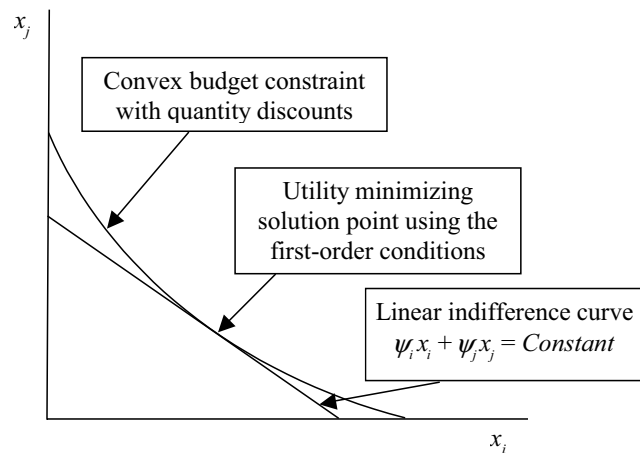 x_j
Convex budget constraint
with quantity discounts
Utility minimizing
solution point using the
first-order conditions
Linear indifference curve
ψ_i x_i + ψ_j x_j = Constant
x_i